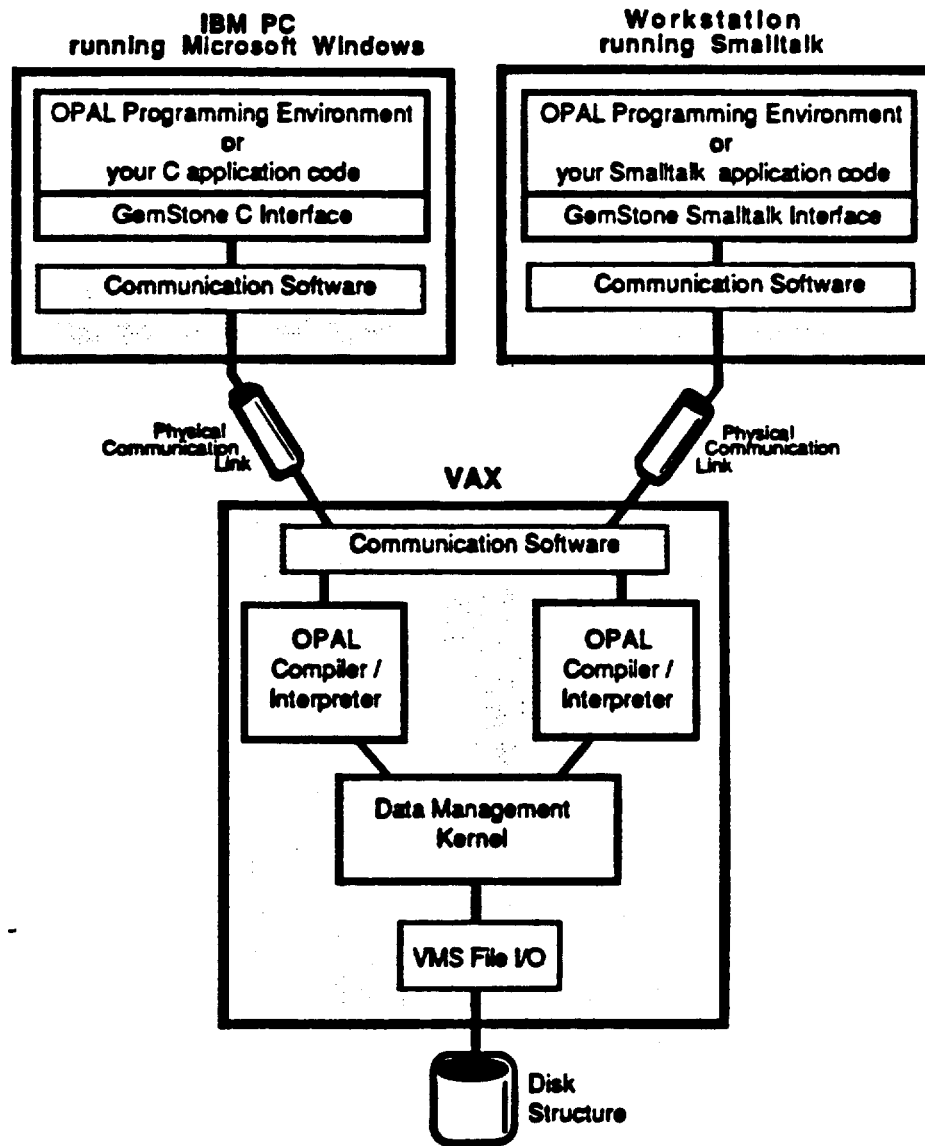 IBM PC
running Microsoft Windows
OPAL Programming Environment
or
your C application code
GemStone C Interface
Communication Software
Workstation
running Smalltalk
OPAL Programming Environment
or
your Smalltalk application code
GemStone Smalltalk Interface
Communication Software
Physical
Communication
Link
Physical
Communication
Link
VAX
Communication Software
OPAL
Compiler /
Interpreter
OPAL
Compiler /
Interpreter
Data Management
Kernel
VMS File I/O
Disk
Structure